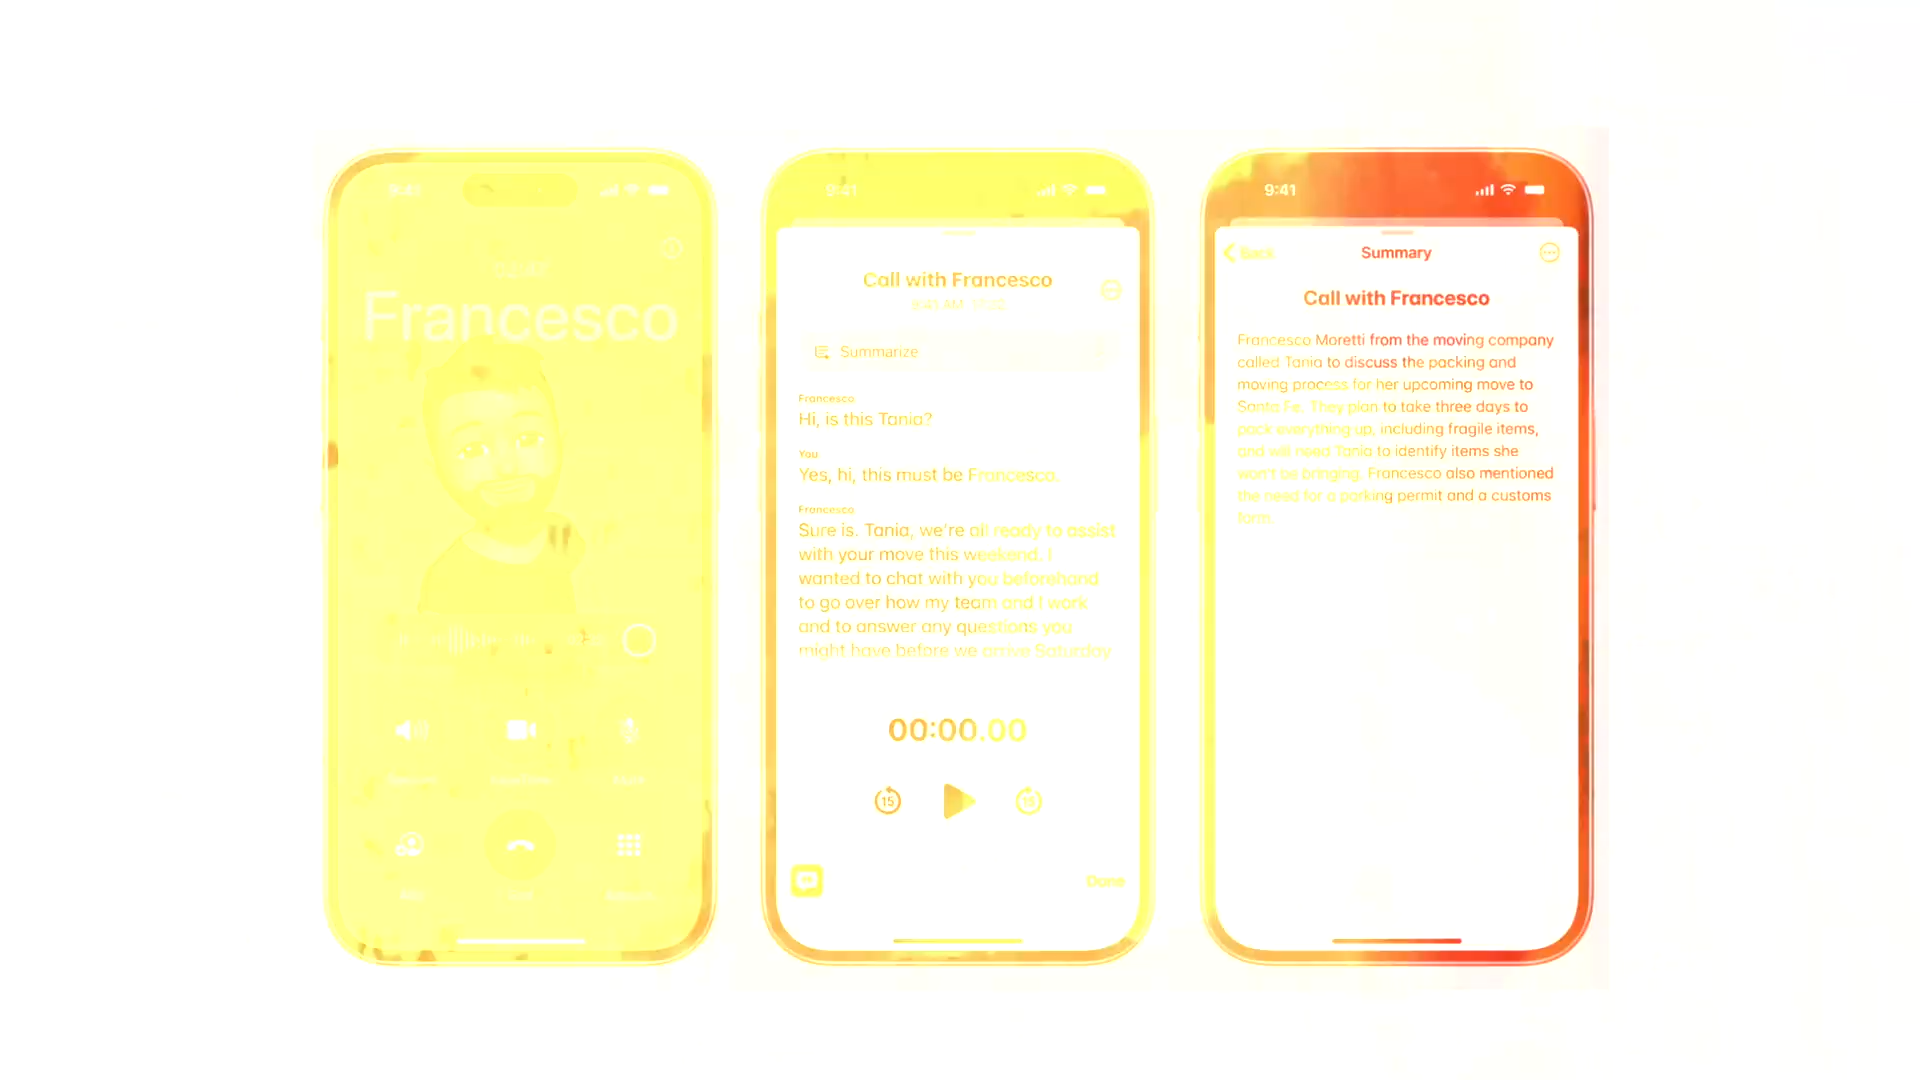 9:41
02:47
Francesco
9:41
Call with Francesco
Summarize
Francesco
Hi, is this Tania?
You
Yes, hi, this must be Francesco.
Francesco
Sure is. Tania, we're all ready to assist
with your move this weekend. I
wanted to chat with you beforehand
to go over how my team and I work
and to answer any questions you
might have before we arrive Saturday
00:00.00
15
15
Done
9:41
Back
Summary
Call with Francesco
Francesco Moretti from the moving company
called Tania to discuss the packing and
moving process for her upcoming move to
Santa Fe. They plan to take three days to
pack everything up, including fragile items,
and will need Tania to identify items she
won't be bringing. Francesco also mentioned
the need for a parking permit and a customs
form.